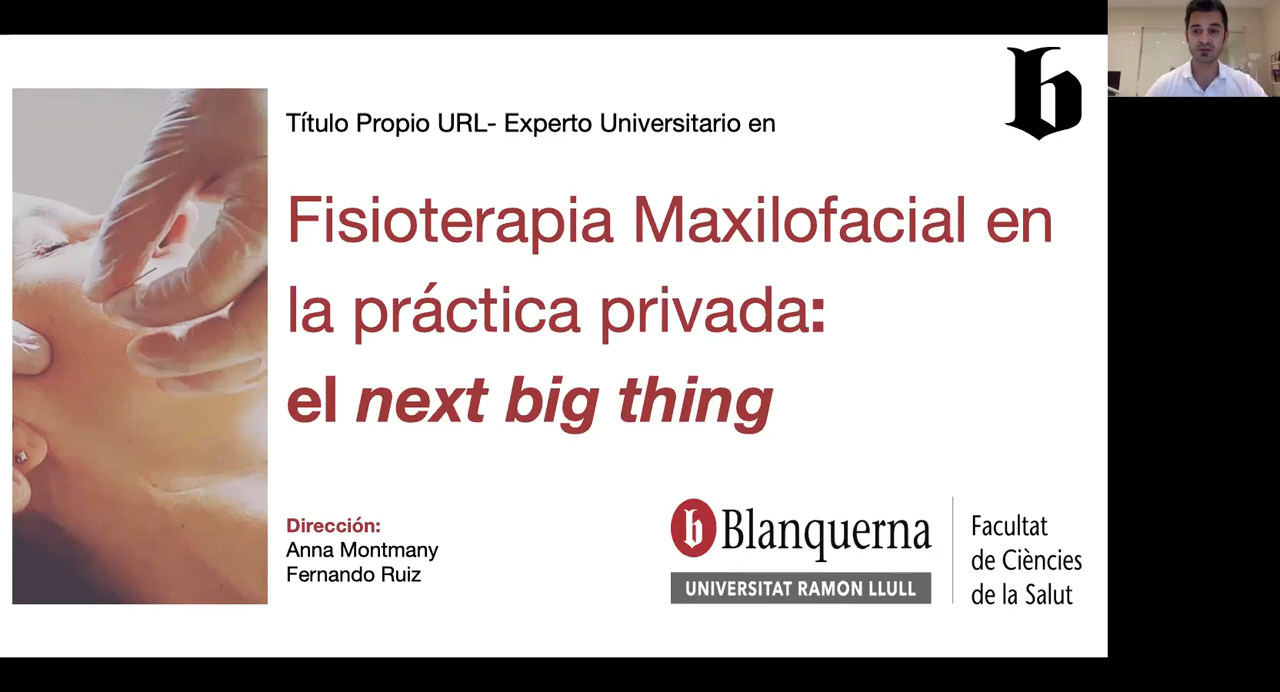 b
Título Propio URL- Experto Universitario en
Fisioterapia Maxilofacial en
la práctica privada:
el next big thing
Dirección:
Anna Montmany
Fernando Ruiz
b Blanquerna
UNIVERSITAT RAMON LLULL
Facultat
de Ciències
de la Salut